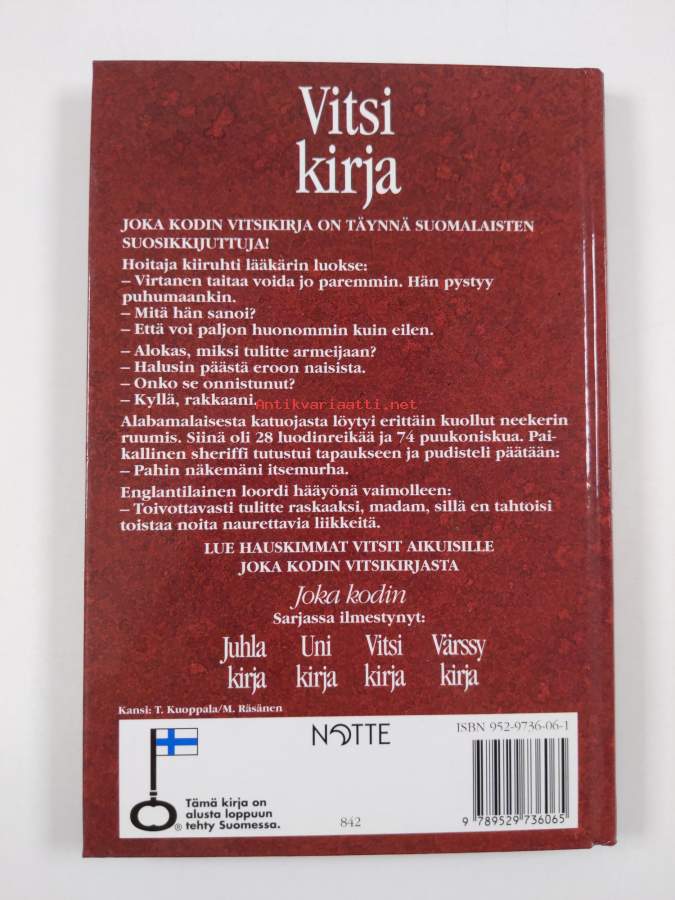 Vitsi
kirja
JOKA KODIN VITSIKIRJA ON TÄYNNÄ SUOMALAISTEN
SUOSIKKIJUTTUJA!
Hoitaja kiiruhti lääkärin luokse:
– Virtanen taitaa voida jo paremmin. Hän pystyy
puhumaankin.
– Mitä hän sanoi?
– Että voi paljon huonommin kuin eilen.
– Alokas, miksi tulitte armeijaan?
– Halusin päästä eroon naisista.
– Onko se onnistunut?
– Kyllä, rakkaani.
Antikvariaatti.net
Alabamalaisesta katuojasta löytyi erittäin kuollut neekerin
ruumis. Siinä oli 28 luodinreikää ja 74 puukoniskua. Pai-
kallinen sheriffi tutustui tapaukseen ja pudisteli päätään:
– Pahin näkemäni itsemurha.
Englantilainen loordi hääyönä vaimolleen:
– Toivottavasti tulitte raskaaksi, madam, sillä en tahtoisi
toistaa noita naurettavia liikkeitä.
LUE HAUSKIMMAT VITSIT AIKUISILLE
JOKA KODIN VITSIKIRJASTA
Joka kodin
Sarjassa ilmestynyt:
Juhla Uni Vitsi Värssy
kirja kirja kirja kirja
Kansi: T. Kuoppala/M. Räsänen
NOTTE
ISBN 952-9736-06-1
® Tämä kirja on
alusta loppuun
tehty Suomessa.
842
9 789529 736065